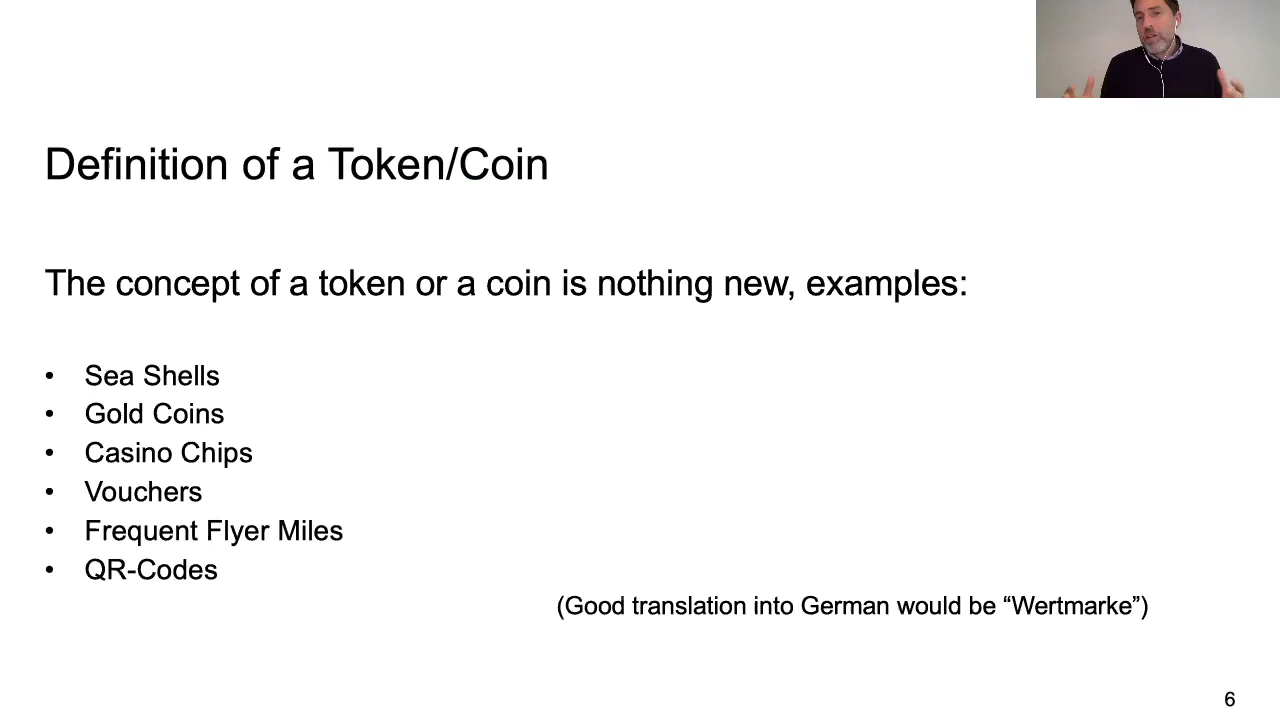 Definition of a Token/Coin
The concept of a token or a coin is nothing new, examples:
• Sea Shells
• Gold Coins
• Casino Chips
• Vouchers
• Frequent Flyer Miles
• QR-Codes
(Good translation into German would be “Wertmarke”)
6